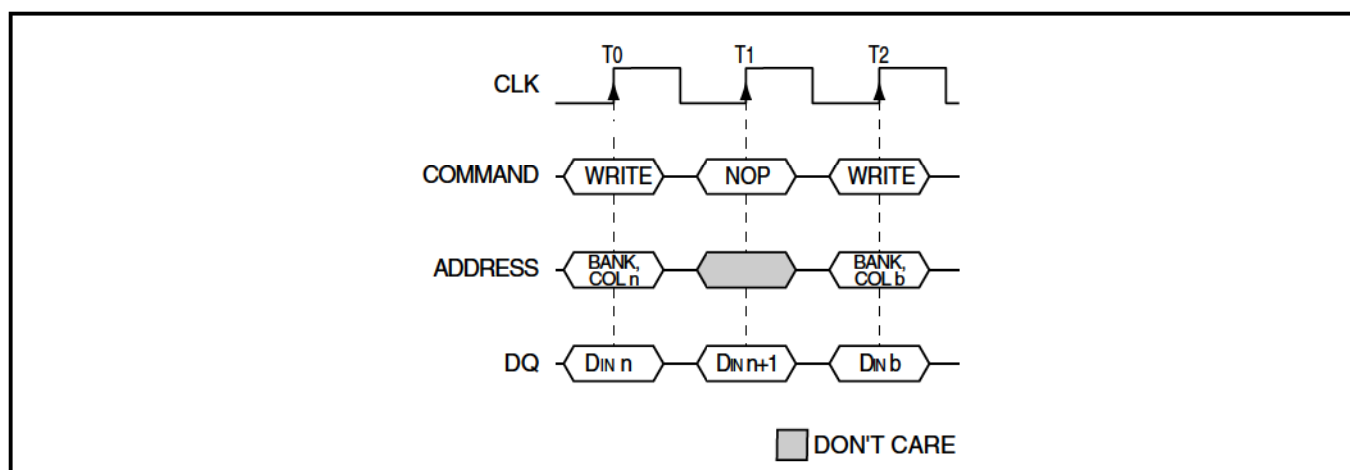 T0 T1 T2
CLK
COMMAND WRITE NOP WRITE
ADDRESS BANK, COL n BANK, COL b
DQ DIN n DIN n+1 DIN b
DON'T CARE